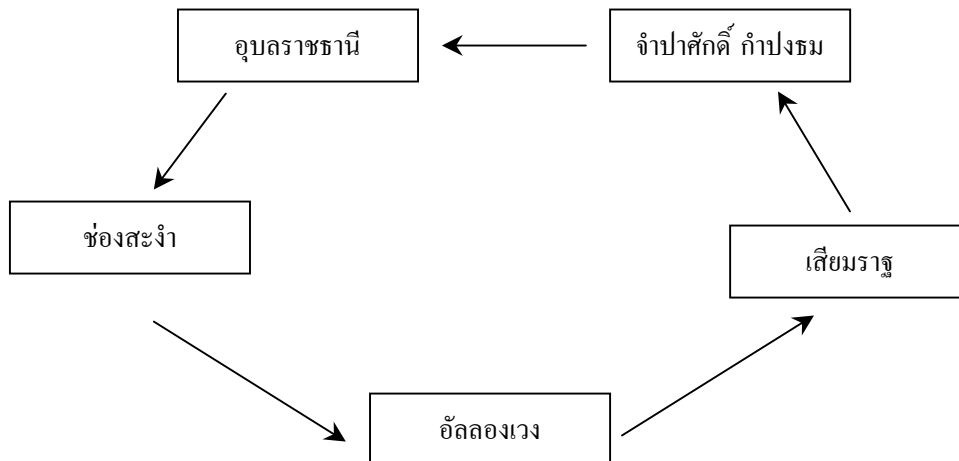 อุบลราชธานี
จำปาศักดิ์ กำปงธม
ช่องสะงำ
เสียมราฐ
อัลลองเวง